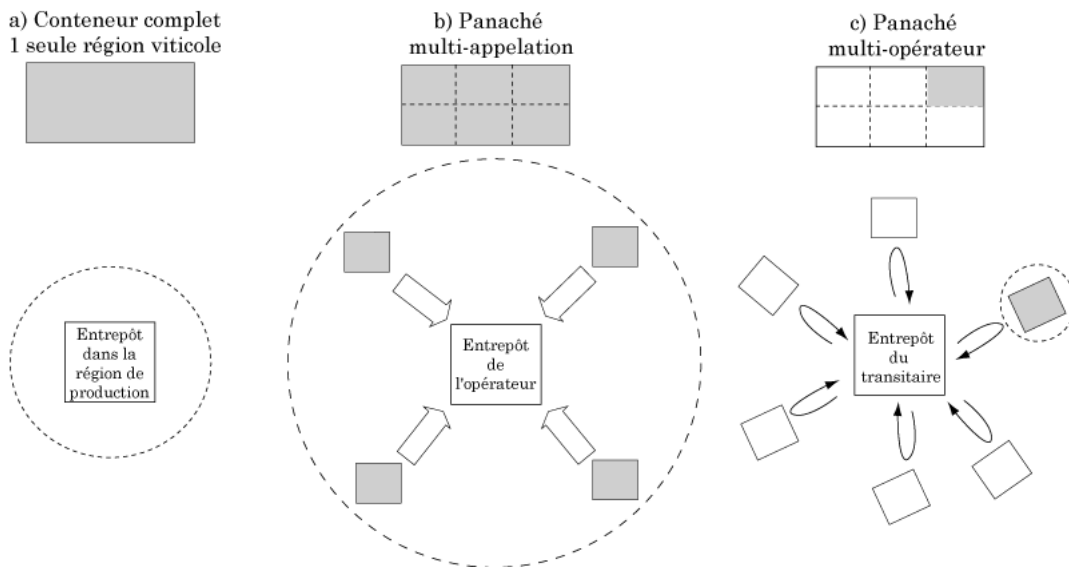 a) Conteneur complet
1 seule région viticole
b) Panaché
multi-appelation
c) Panaché
multi-opérateur
Entrepôt
dans la
région de
production
Entrepôt
de
l'opérateur
Entrepôt
du
transitaire